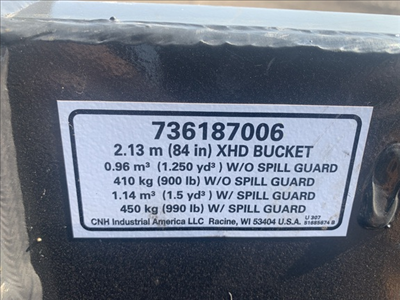 736187006
2.13 m (84 in) XHD BUCKET
0.96 m³ (1.250 yd³) W/O SPILL GUARD
410 kg (900 lb) W/O SPILL GUARD
1.14 m³ (1.5 yd³) W/ SPILL GUARD
450 kg (990 lb) W/ SPILL GUARD
CNH Industrial America LLC Racine, WI 53404 U.S.A.
U 207
51665874 B